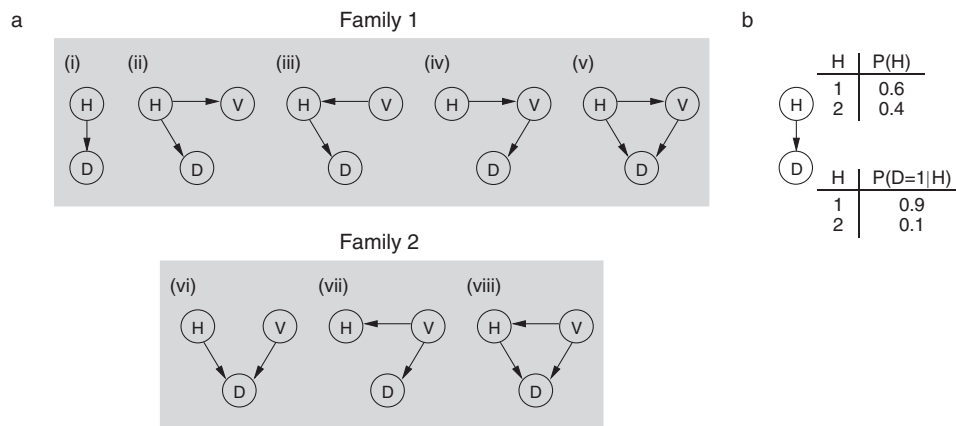 a
Family 1
(i) (ii) (iii) (iv) (v)
H H V H V H V H V
D D D D D
Family 2
(vi) (vii) (viii)
H V H V H V
D D D
b
H P(H)
1 0.6
2 0.4
H
D
H P(D=1|H)
1 0.9
2 0.1